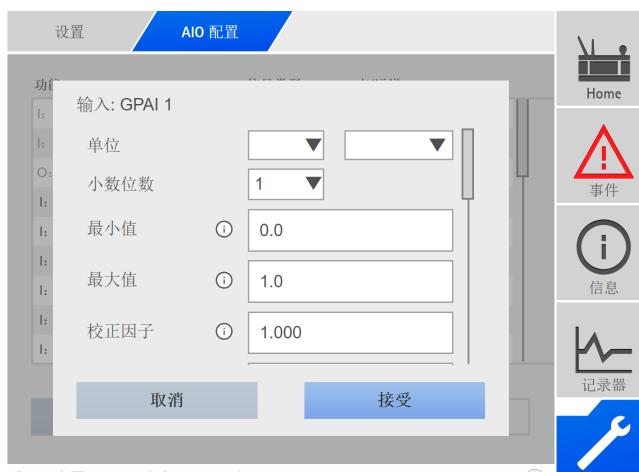 设置
AIO 配置
Home
输入: GPAI 1
单位
小数位数
1
事件
最小值
0.0
最大值
1.0
信息
校正因子
1.000
记录器
取消
接受
I:
I:
O:
I:
I:
I:
I:
I:
I: